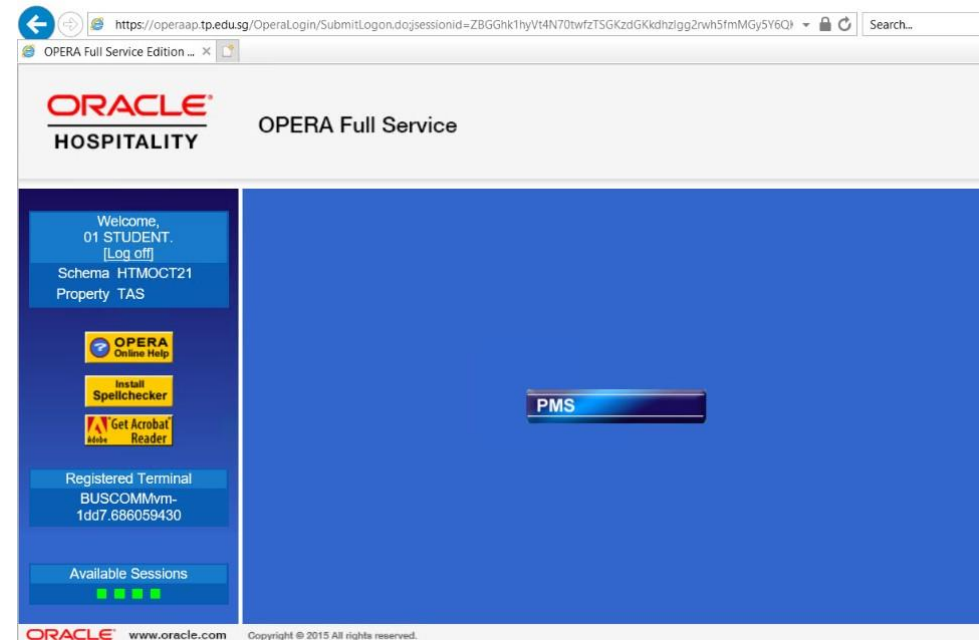 https://operaap.tp.edu.sg/OperaLogin/SubmitLogon.do;jsessionid=ZBGGhk1hyVt4N70twfzTSGKzdGKkdhzlgg2rwh5fmMGy5Y6Q
Search...
OPERA Full Service Edition ...
ORACLE
HOSPITALITY
OPERA Full Service
Welcome,
01 STUDENT.
[Log off]
Schema HTMOCT21
Property TAS
OPERA
Online Help
Install
Spellchecker
Get Acrobat
Adobe Reader
PMS
Registered Terminal
BUSCOMMvm-
1dd7.686059430
Available Sessions
ORACLE www.oracle.com Copyright © 2015 All rights reserved.